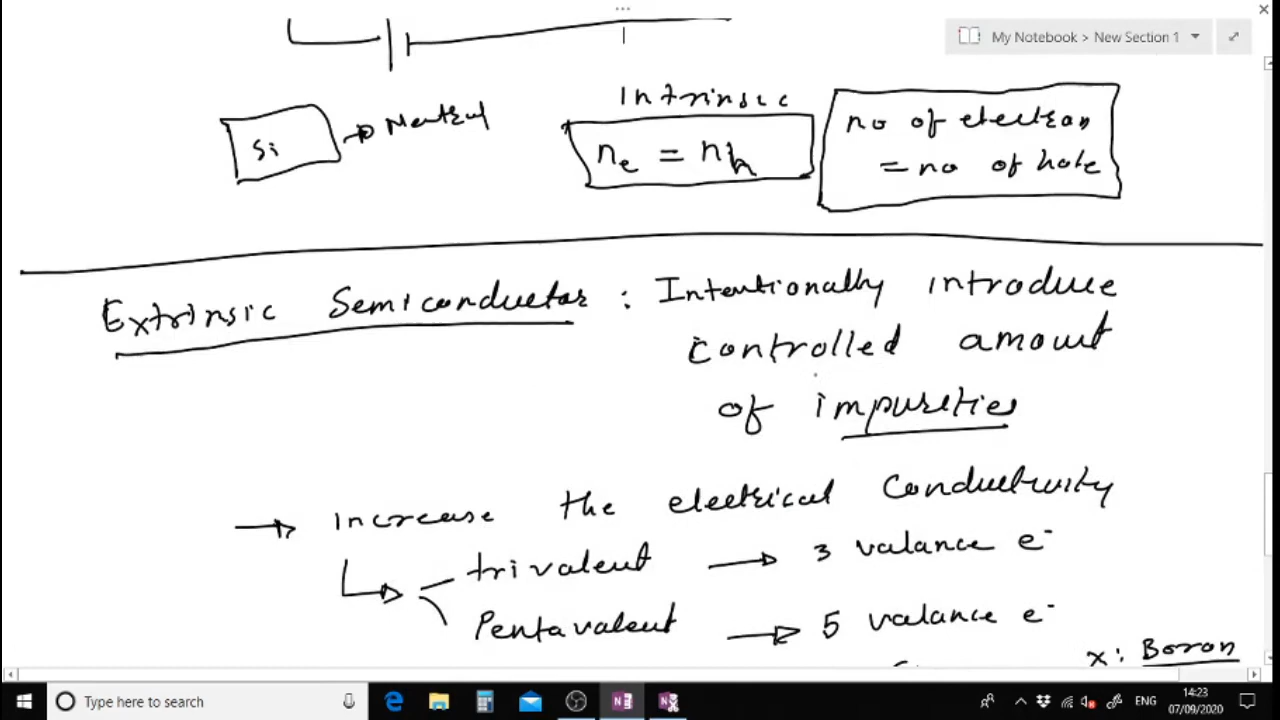 My Notebook > New Section 1
Si → Neutral
Intrinsic
ne = nh
no of electron
= no of hole
Extrinsic Semiconductor : Intentionally introduce
controlled amount
of impurities
→ increase the electrical conductivity
trivalent → 3 valance e-
Pentavalent → 5 valance e-
x: Boron
Type here to search
ENG
14:23
07/09/2020